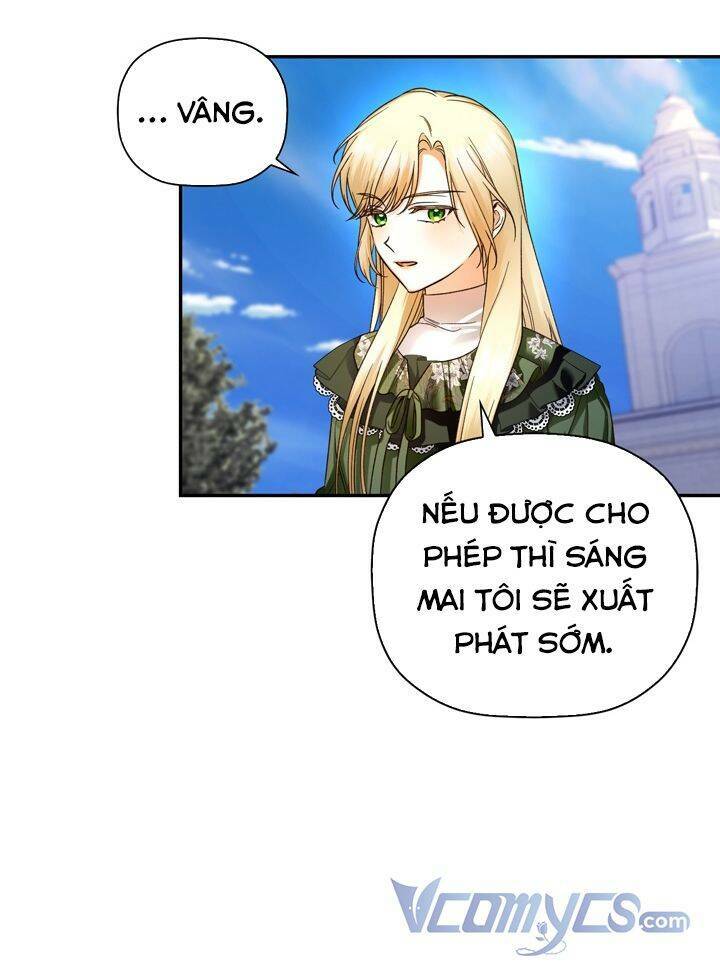 ... VÂNG.
NẾU ĐƯỢC CHO
PHÉP THÌ SÁNG
MAI TÔI SẼ XUẤT
PHÁT SỚM.
VCOMYCS.com